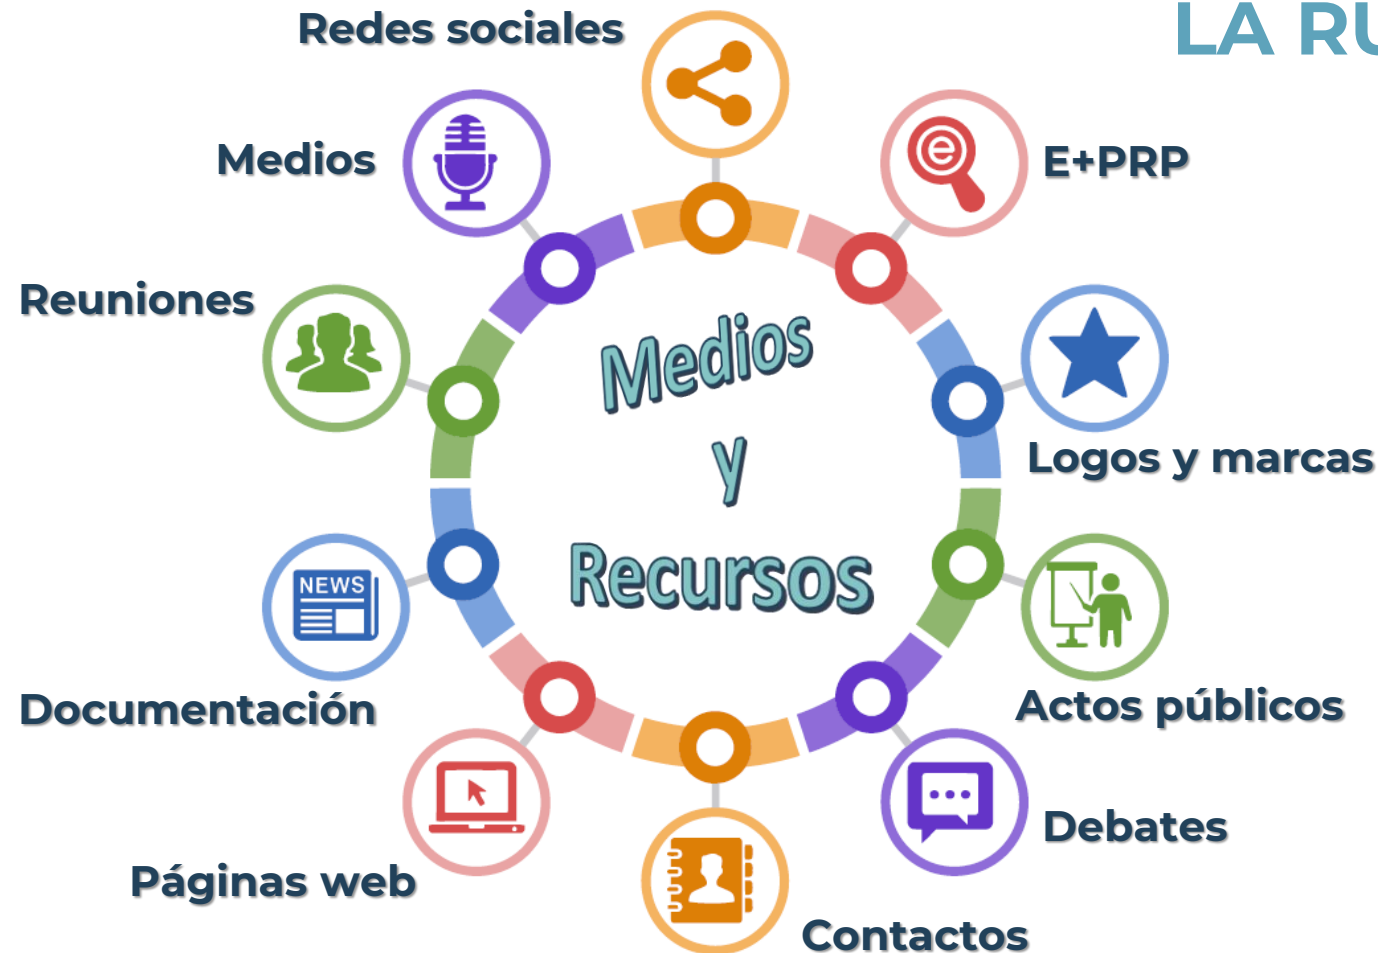 LA RU
Redes sociales
Medios
E+PRP
Reuniones
Logos y marcas
Medios
y
Recursos
NEWS
Documentación
Actos públicos
Páginas web
Debates
Contactos
e